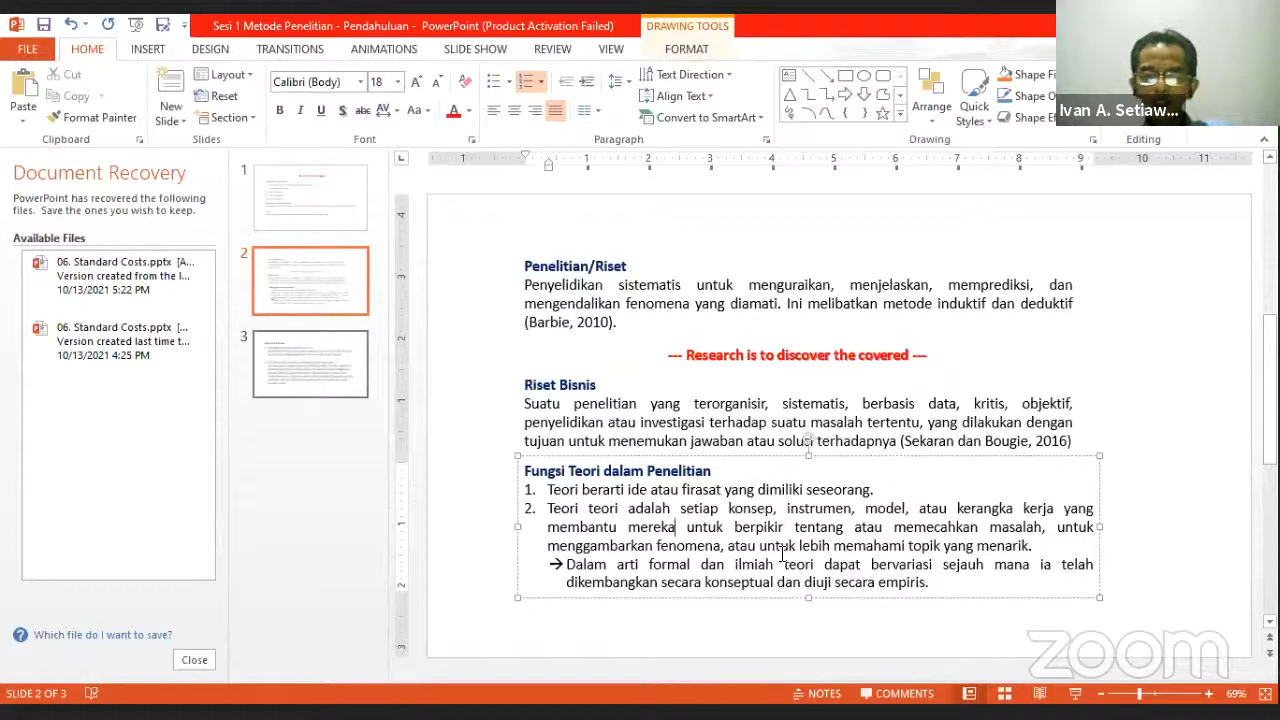 Sesi 1 Metode Penelitian - Pendahuluan - PowerPoint (Product Activation Failed)
DRAWING TOOLS
FILE HOME INSERT DESIGN TRANSITIONS ANIMATIONS SLIDE SHOW REVIEW VIEW FORMAT
Paste
Cut
Copy
Format Painter
Clipboard
New Slide
Layout
Reset
Section
Slides
Calibri (Body) 18
Font
Text Direction
Align Text
Convert to SmartArt
Paragraph
Arrange
Quick Styles
Shape Fi
Shape O
Shape E
Drawing
Editing
Ivan A. Setiaw...
Document Recovery
PowerPoint has recovered the following
files. Save the ones you wish to keep.
Available Files
06. Standard Costs.pptx [A...
Version created from the l...
10/13/2021 5:22 PM
06. Standard Costs.pptx [...
Version created last time t...
10/13/2021 4:25 PM
Which file do I want to save?
Close
1
2
3
Penelitian/Riset
Penyelidikan sistematis untuk menguraikan, menjelaskan, memprediksi, dan
mengendalikan fenomena yang diamati. Ini melibatkan metode induktif dan deduktif
(Barbie, 2010).
--- Research is to discover the covered ---
Riset Bisnis
Suatu penelitian yang terorganisir, sistematis, berbasis data, kritis, objektif,
penyelidikan atau investigasi terhadap suatu masalah tertentu, yang dilakukan dengan
tujuan untuk menemukan jawaban atau solusi terhadapnya (Sekaran dan Bougie, 2016)
Fungsi Teori dalam Penelitian
1. Teori berarti ide atau firasat yang dimiliki seseorang.
2. Teori teori adalah setiap konsep, instrumen, model, atau kerangka kerja yang
membantu mereka untuk berpikir tentang atau memecahkan masalah, untuk
menggambarkan fenomena, atau untuk lebih memahami topik yang menarik.
→ Dalam arti formal dan ilmiah teori dapat bervariasi sejauh mana ia telah
dikembangkan secara konseptual dan diuji secara empiris.
zoom
SLIDE 2 OF 3
NOTES
COMMENTS
69%